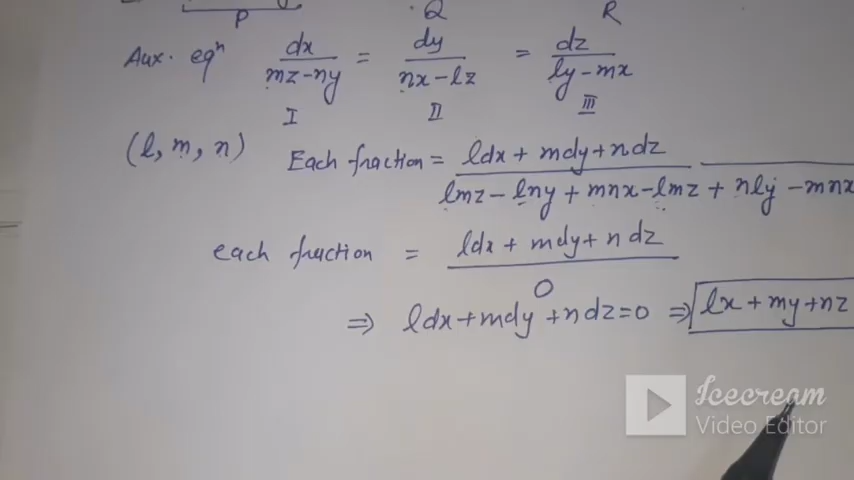 P Q R
Aux. eqⁿ dx/(mz-ny) = dy/(nx-lz) = dz/(ly-mx)
I II III
(l, m, n) Each fraction = (ldx + mdy + ndz)/(lmz - lny + mnx - lmz + nly - mnx
each fraction = (ldx + mdy + ndz)/0
⇒ ldx + mdy + ndz = 0 ⇒ lx + my + nz
Icecream
Video Editor